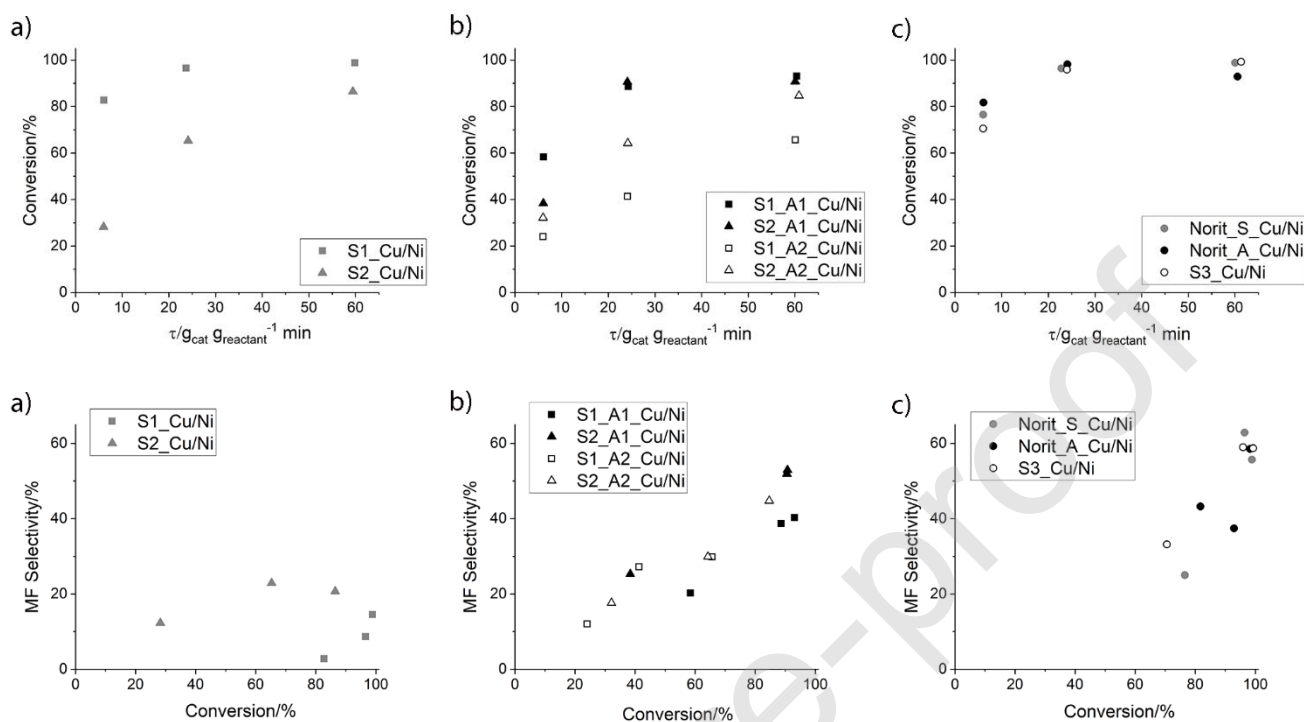 a)
Conversion/%
100
80
60
40
20
0
S1_Cu/Ni
S2_Cu/Ni
0 10 20 30 40 50 60
τ/g_cat g_reactant⁻¹ min
b)
Conversion/%
100
80
60
40
20
0
S1_A1_Cu/Ni
S2_A1_Cu/Ni
S1_A2_Cu/Ni
S2_A2_Cu/Ni
0 10 20 30 40 50 60
τ/g_cat g_reactant⁻¹ min
c)
Conversion/%
100
80
60
40
20
0
Norit_S_Cu/Ni
Norit_A_Cu/Ni
S3_Cu/Ni
0 10 20 30 40 50 60
τ/g_cat g_reactant⁻¹ min
a)
MF Selectivity/%
60
40
20
0
S1_Cu/Ni
S2_Cu/Ni
0 20 40 60 80 100
Conversion/%
b)
MF Selectivity/%
60
40
20
0
S1_A1_Cu/Ni
S2_A1_Cu/Ni
S1_A2_Cu/Ni
S2_A2_Cu/Ni
0 20 40 60 80 100
Conversion/%
c)
MF Selectivity/%
60
40
20
0
Norit_S_Cu/Ni
Norit_A_Cu/Ni
S3_Cu/Ni
0 20 40 60 80 100
Conversion/%
e-proof